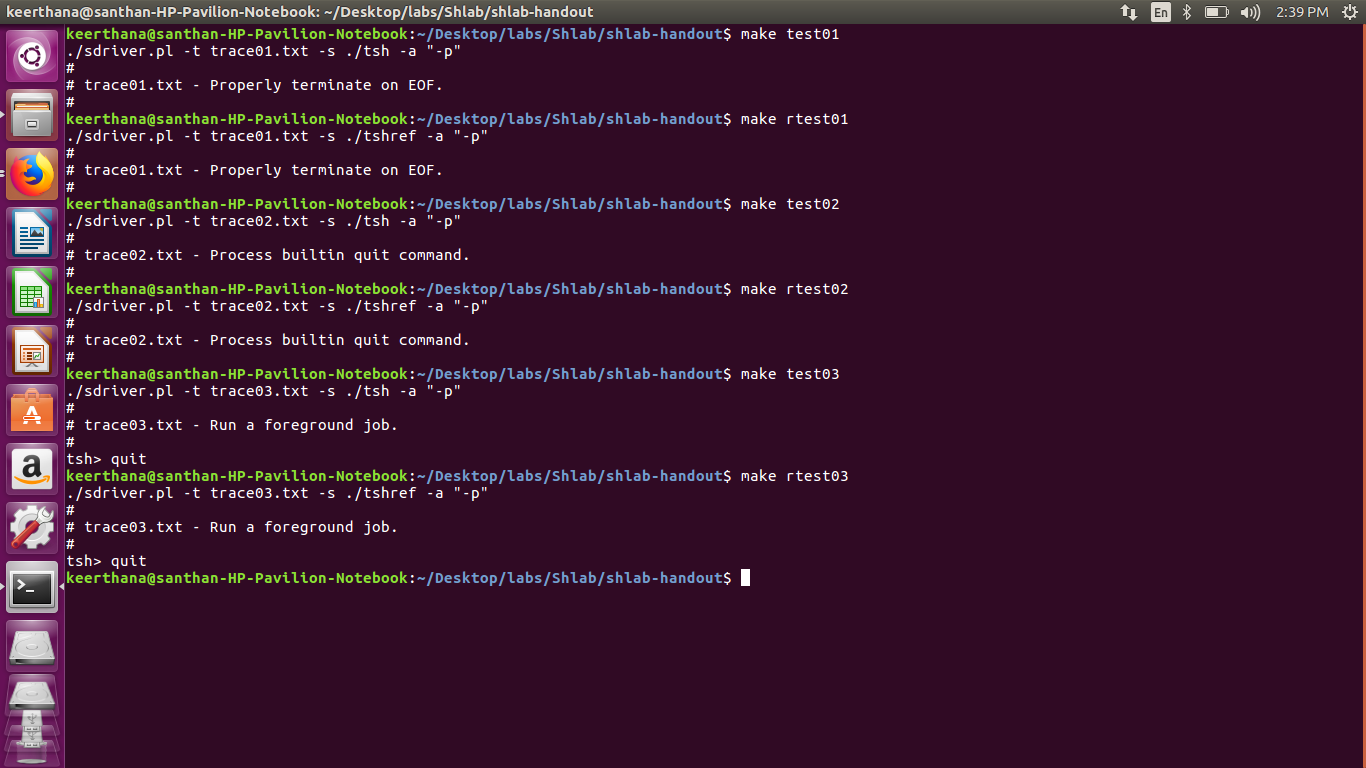 keerthana@santhan-HP-Pavilion-Notebook: ~/Desktop/labs/Shlab/shlab-handout En 2:39 PM
keerthana@santhan-HP-Pavilion-Notebook:~/Desktop/labs/Shlab/shlab-handout$ make test01
./sdriver.pl -t trace01.txt -s ./tsh -a "-p"
#
# trace01.txt - Properly terminate on EOF.
#
keerthana@santhan-HP-Pavilion-Notebook:~/Desktop/labs/Shlab/shlab-handout$ make rtest01
./sdriver.pl -t trace01.txt -s ./tshref -a "-p"
#
# trace01.txt - Properly terminate on EOF.
#
keerthana@santhan-HP-Pavilion-Notebook:~/Desktop/labs/Shlab/shlab-handout$ make test02
./sdriver.pl -t trace02.txt -s ./tsh -a "-p"
#
# trace02.txt - Process builtin quit command.
#
keerthana@santhan-HP-Pavilion-Notebook:~/Desktop/labs/Shlab/shlab-handout$ make rtest02
./sdriver.pl -t trace02.txt -s ./tshref -a "-p"
#
# trace02.txt - Process builtin quit command.
#
keerthana@santhan-HP-Pavilion-Notebook:~/Desktop/labs/Shlab/shlab-handout$ make test03
./sdriver.pl -t trace03.txt -s ./tsh -a "-p"
#
# trace03.txt - Run a foreground job.
#
tsh> quit
keerthana@santhan-HP-Pavilion-Notebook:~/Desktop/labs/Shlab/shlab-handout$ make rtest03
./sdriver.pl -t trace03.txt -s ./tshref -a "-p"
#
# trace03.txt - Run a foreground job.
#
tsh> quit
keerthana@santhan-HP-Pavilion-Notebook:~/Desktop/labs/Shlab/shlab-handout$